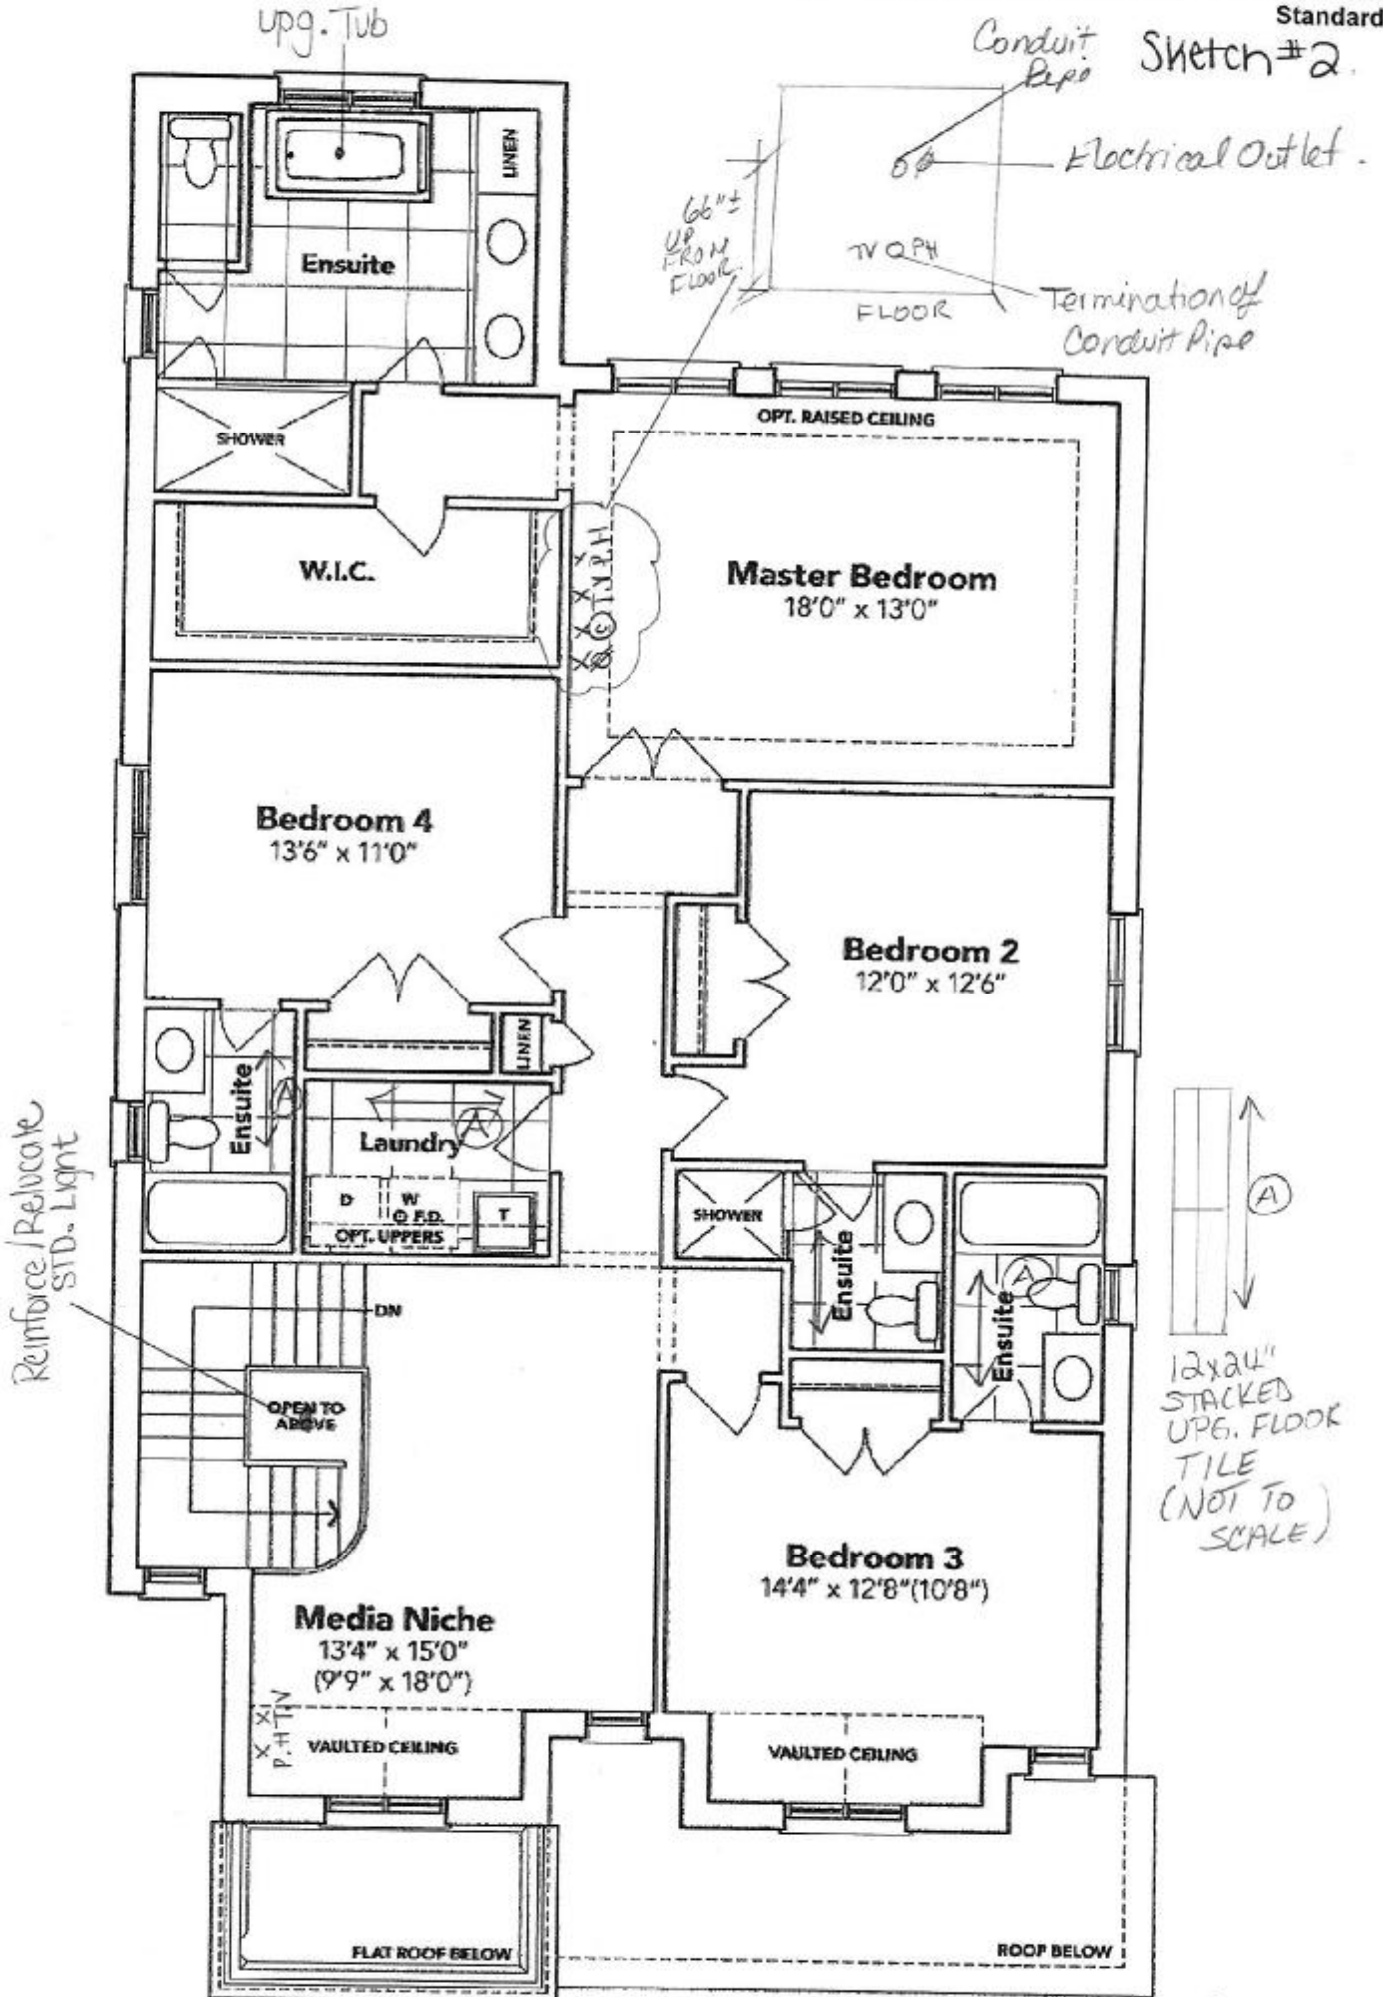 Standard
Sketch #2.
upg. Tub
Conduit
Pipe
Electrical Outlet.
66"±
UP
FROM
FLOOR.
TV PH
FLOOR
Termination of
Conduit Pipe
LINEN
Ensuite
SHOWER
OPT. RAISED CEILING
W.I.C.
TV PH
3
Master Bedroom
18'0" x 13'0"
Bedroom 4
13'6" x 11'0"
Bedroom 2
12'0" x 12'6"
LINEN
Ensuite
A
Laundry
A
D
W
F.D.
T
OPT. UPPERS
Reinforce/Relocate
STD. Light
SHOWER
Ensuite
Ensuite
A
A
12x24"
STACKED
UPG. FLOOR
TILE
(NOT TO
SCALE)
DN
OPEN TO
ABOVE
Bedroom 3
14'4" x 12'8"(10'8")
Media Niche
13'4" x 15'0"
(9'9" x 18'0")
X X
P.H T.V
VAULTED CEILING
VAULTED CEILING
FLAT ROOF BELOW
ROOF BELOW